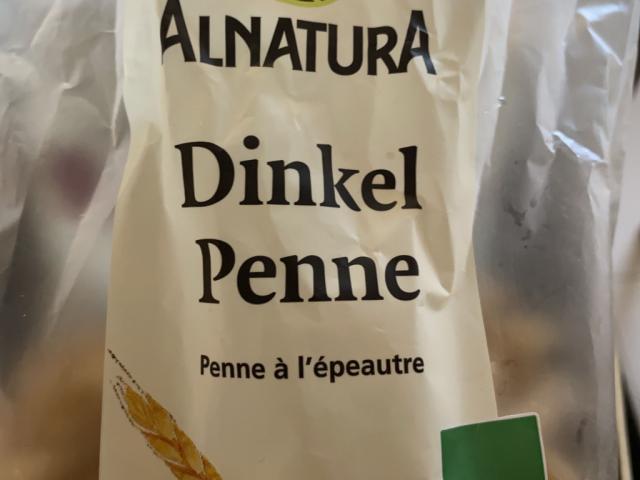 ALNATURA
Dinkel
Penne
Penne à l'épeautre